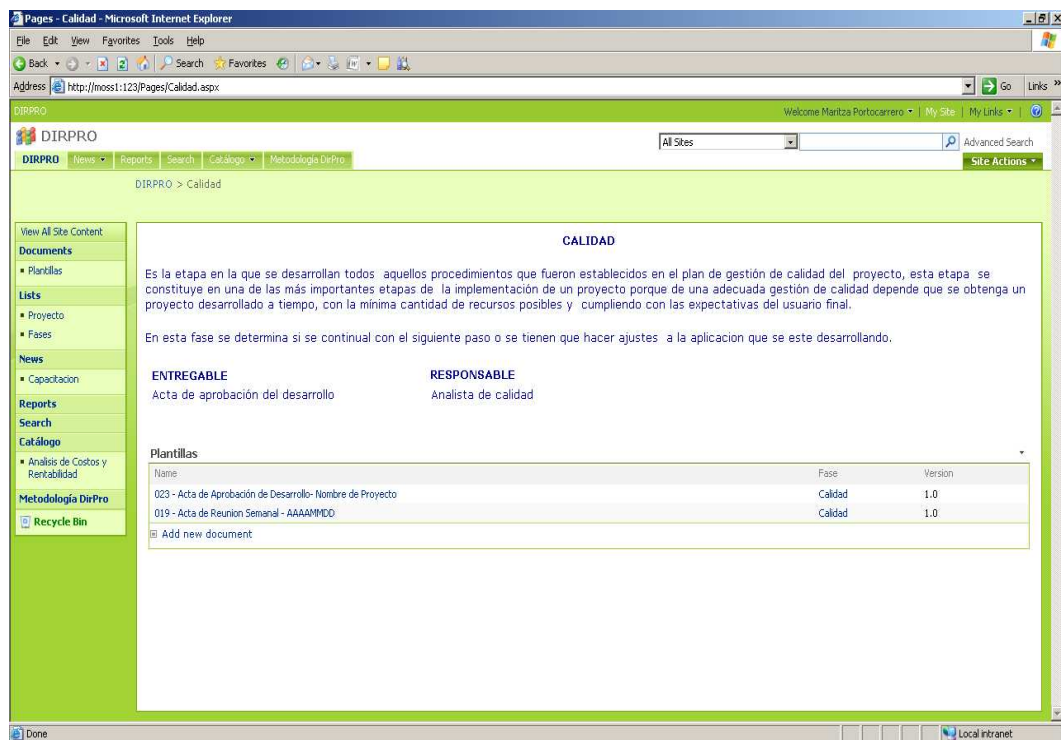 Pages - Calidad - Microsoft Internet Explorer
File Edit View Favorites Tools Help
Back Search Favorites
Address http://moss1:123/Pages/Calidad.aspx Go Links »
DIRPRO Welcome Maritza Portocarrero | My Site | My Links |
DIRPRO All Sites Advanced Search
DIRPRO News Reports Search Catálogo Metodología DirPro Site Actions
DIRPRO > Calidad
View All Site Content
Documents
Plantillas
Lists
Proyecto
Fases
News
Capacitacion
Reports
Search
Catálogo
Analisis de Costos y
Rentabilidad
Metodología DirPro
Recycle Bin
CALIDAD
Es la etapa en la que se desarrollan todos aquellos procedimientos que fueron establecidos en el plan de gestión de calidad del proyecto, esta etapa se
constituye en una de las más importantes etapas de la implementación de un proyecto porque de una adecuada gestión de calidad depende que se obtenga un
proyecto desarrollado a tiempo, con la mínima cantidad de recursos posibles y cumpliendo con las expectativas del usuario final.
En esta fase se determina si se continual con el siguiente paso o se tienen que hacer ajustes a la aplicacion que se este desarrollando.
ENTREGABLE RESPONSABLE
Acta de aprobación del desarrollo Analista de calidad
Plantillas
Name Fase Version
023 - Acta de Aprobación de Desarrollo- Nombre de Proyecto Calidad 1.0
019 - Acta de Reunion Semanal - AAAAMMDD Calidad 1.0
Add new document
Done Local intranet